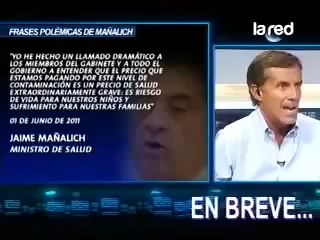 FRASES POLÉMICAS DE MAÑALICH
la red
"YO HE HECHO UN LLAMADO DRAMÁTICO A
LOS MIEMBROS DEL GABINETE Y A TODO EL
GOBIERNO A ENTENDER QUE EL PRECIO QUE
ESTAMOS PAGANDO POR ESTE NIVEL DE
CONTAMINACIÓN ES UN PRECIO DE SALUD
EXTRAORDINARIAMENTE GRAVE: ES RIESGO
DE VIDA PARA NUESTROS NIÑOS Y
SUFRIMIENTO PARA NUESTRAS FAMILIAS"
01 DE JUNIO DE 2011
JAIME MAÑALICH
MINISTRO DE SALUD
EN BREVE...